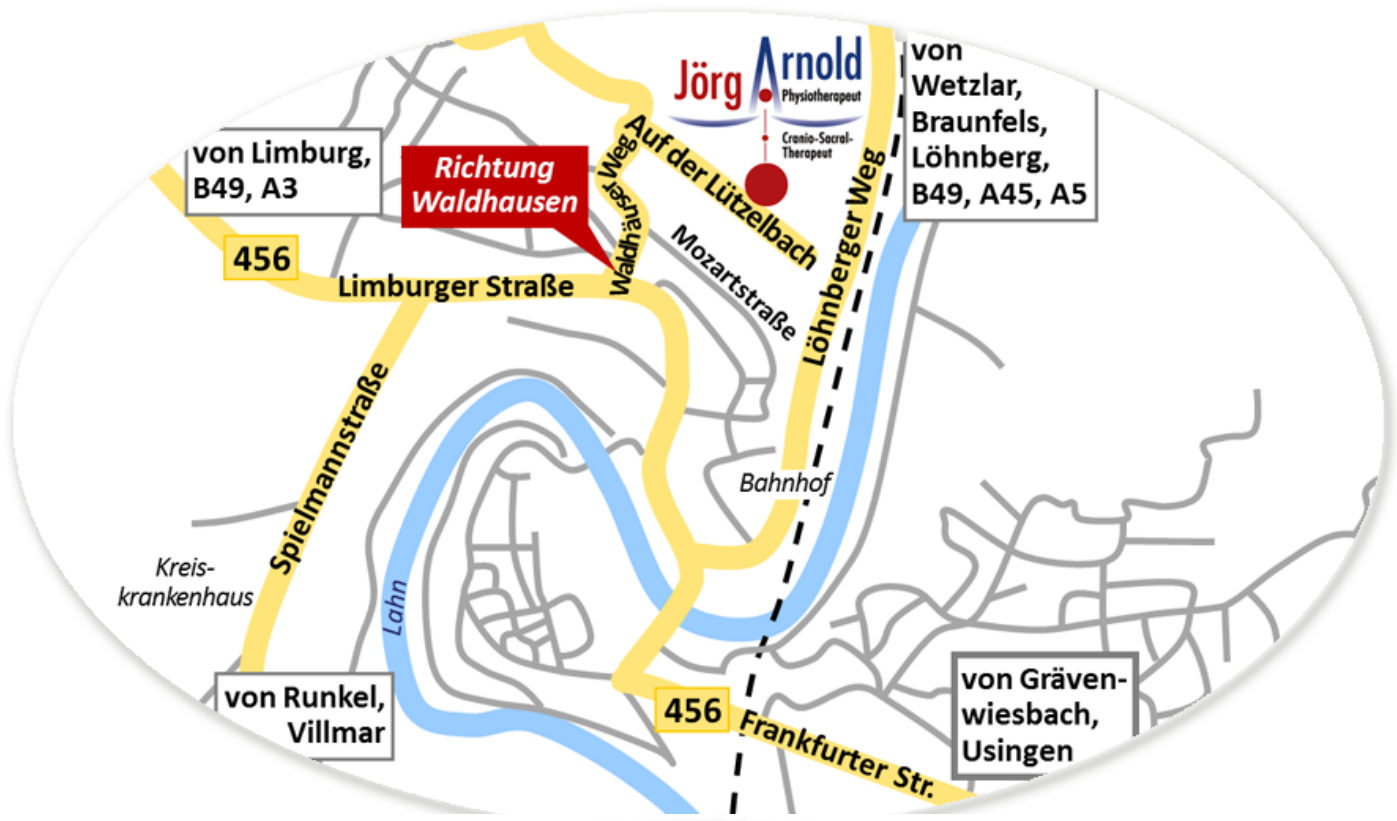 Jörg Arnold
Physiotherapeut
Cranio-Sacral-
Therapeut
von
Wetzlar,
Braunfels,
Löhnberg,
B49, A45, A5
von Limburg,
B49, A3
Richtung
Waldhausen
Waldhäuser Weg
Auf der Lützelbach
Löhnberger Weg
Mozartstraße
456
Limburger Straße
Spielmannstraße
Bahnhof
Kreis-
krankenhaus
Lahn
von Runkel,
Villmar
456
Frankfurter Str.
von Gräven-
wiesbach,
Usingen